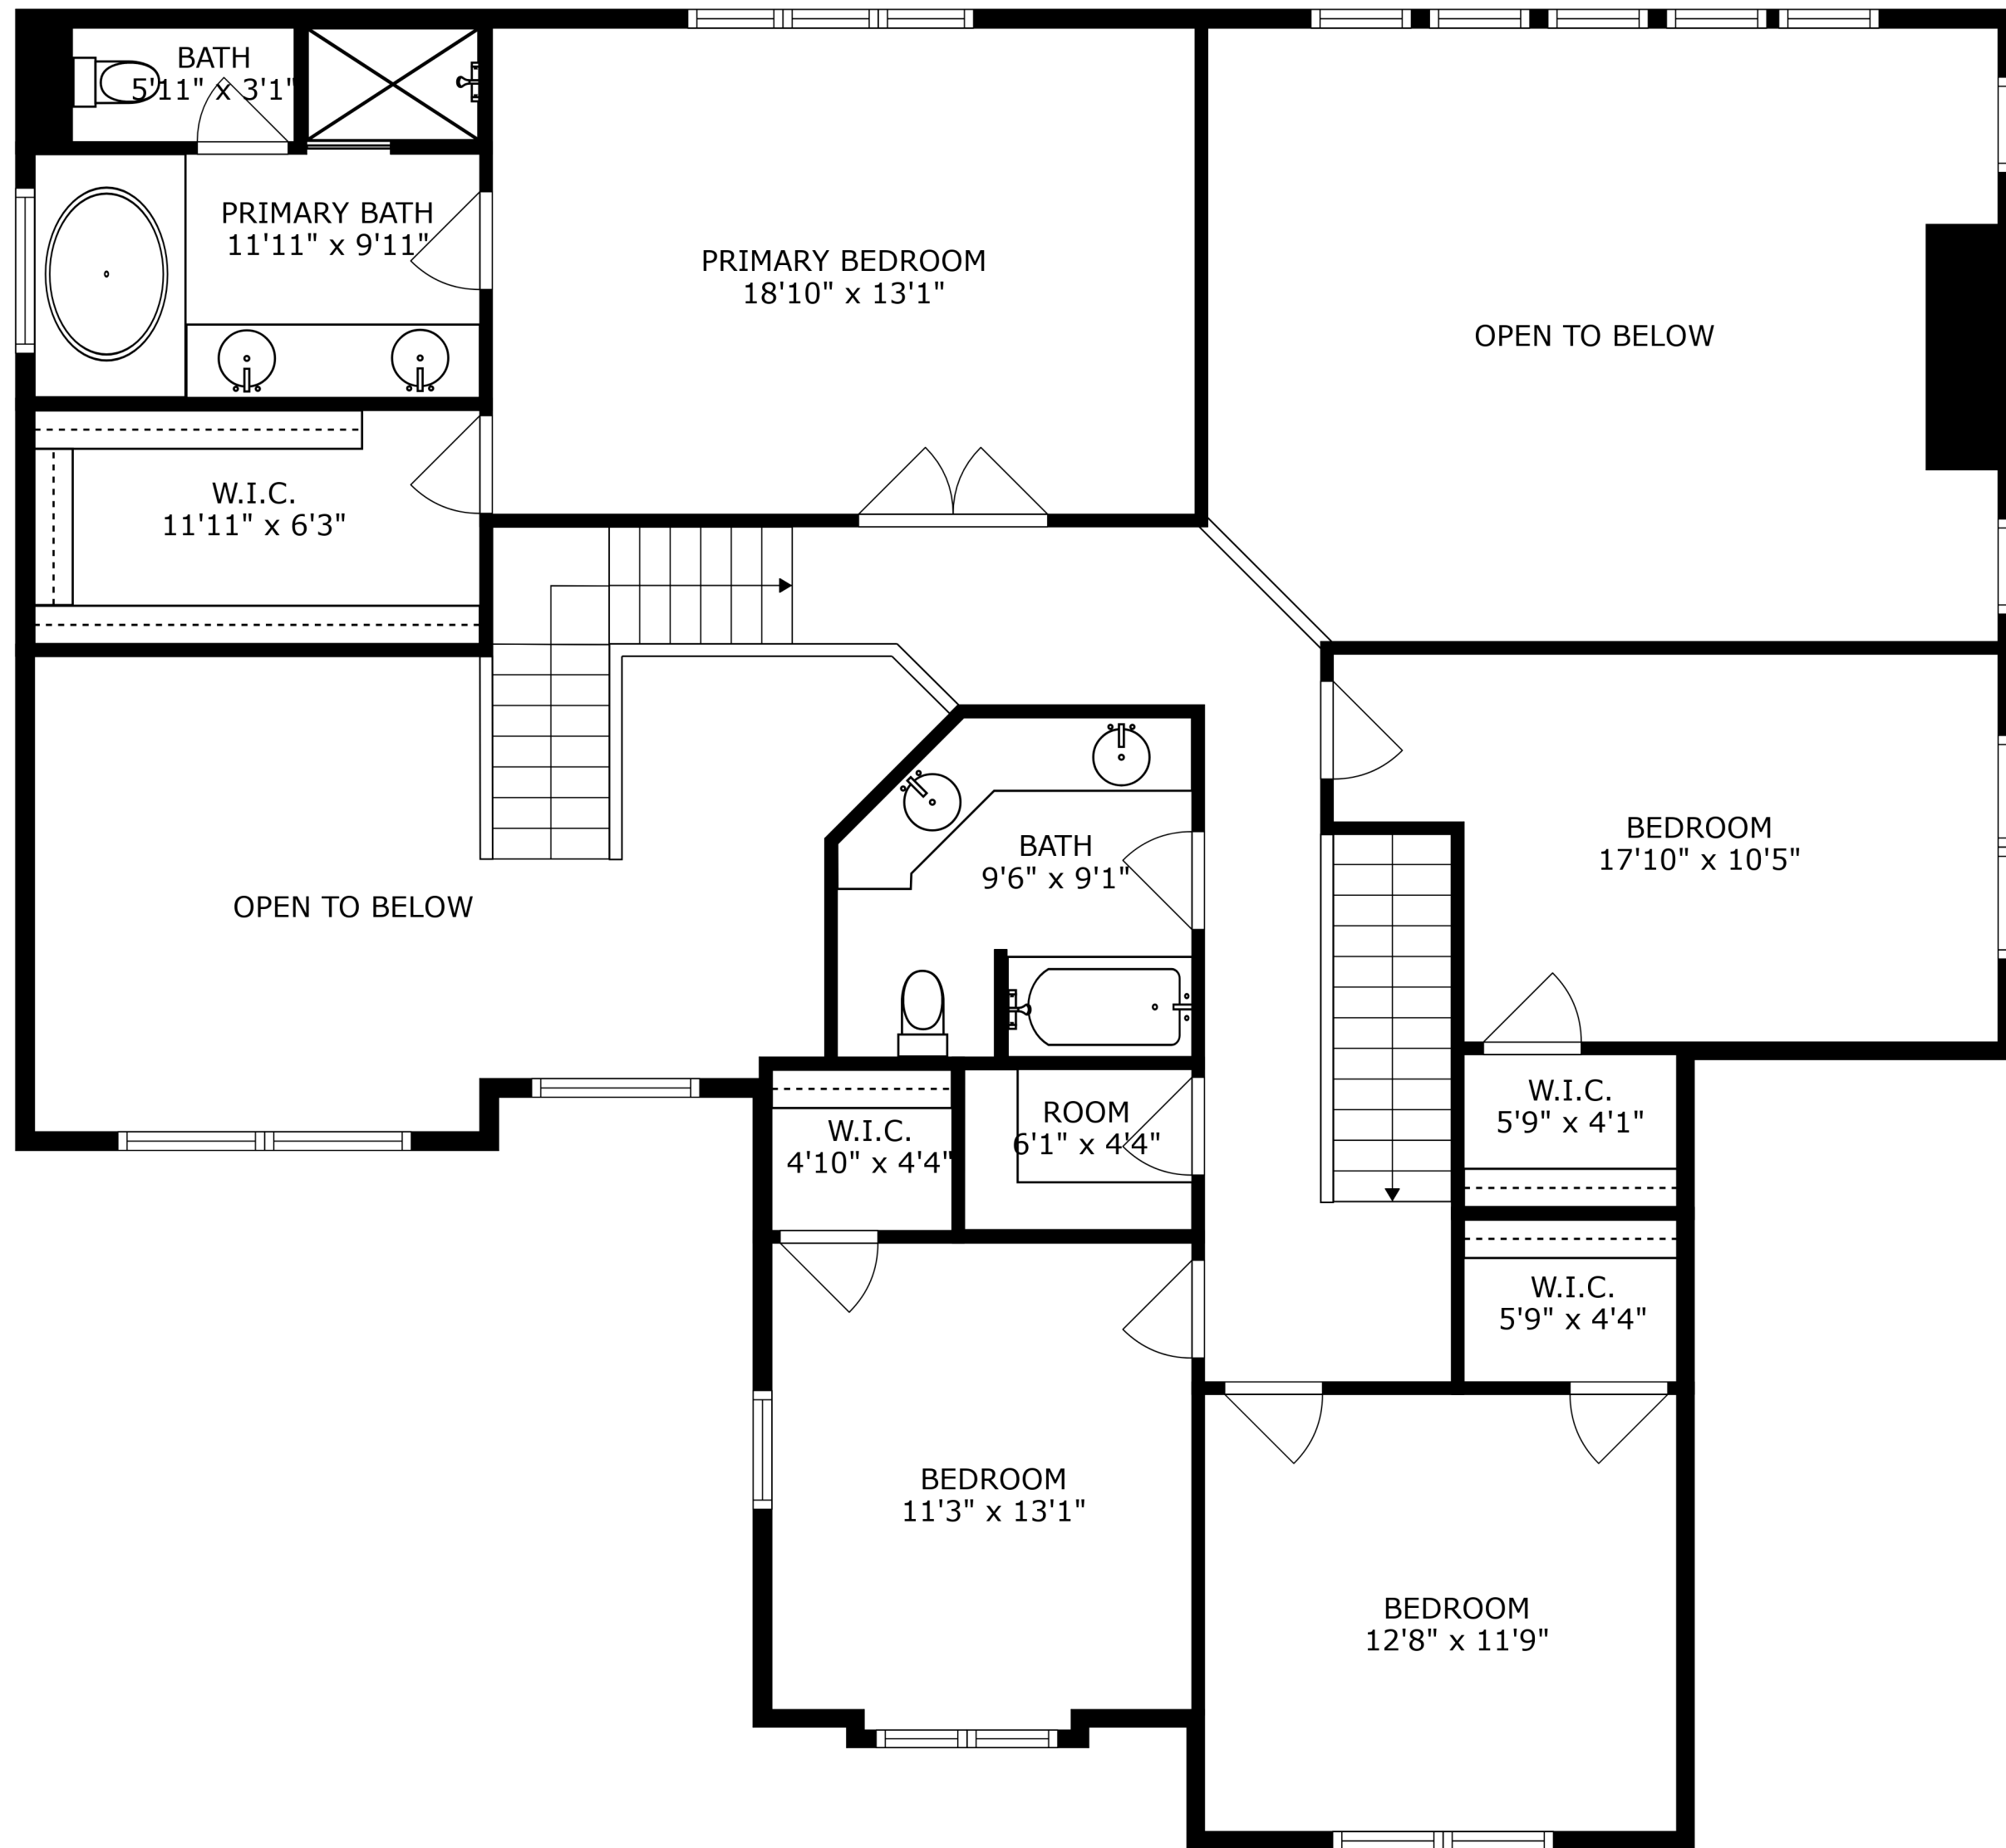 BATH
5'11" x 3'1"
PRIMARY BATH
11'11" x 9'11"
PRIMARY BEDROOM
18'10" x 13'1"
OPEN TO BELOW
W.I.C.
11'11" x 6'3"
OPEN TO BELOW
BATH
9'6" x 9'1"
BEDROOM
17'10" x 10'5"
W.I.C.
4'10" x 4'4"
ROOM
6'1" x 4'4"
W.I.C.
5'9" x 4'1"
W.I.C.
5'9" x 4'4"
BEDROOM
11'3" x 13'1"
BEDROOM
12'8" x 11'9"